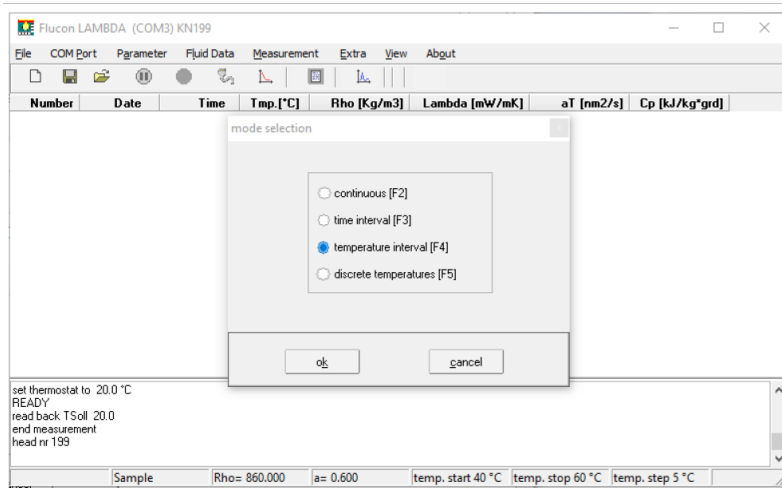 Flucon LAMBDA (COM3) KN199
File COM Port Parameter Fluid Data Measurement Extra View About
Number Date Time Tmp.[°C] Rho [Kg/m3] Lambda [mW/mK] aT [nm2/s] Cp [kJ/kg*grd]
mode selection
continuous [F2]
time interval [F3]
temperature interval [F4]
discrete temperatures [F5]
ok cancel
set thermostat to 20.0 °C
READY
read back TSoll 20.0
end measurement
head nr 199
Sample Rho= 860.000 a= 0.600 temp. start 40 °C temp. stop 60 °C temp. step 5 °C